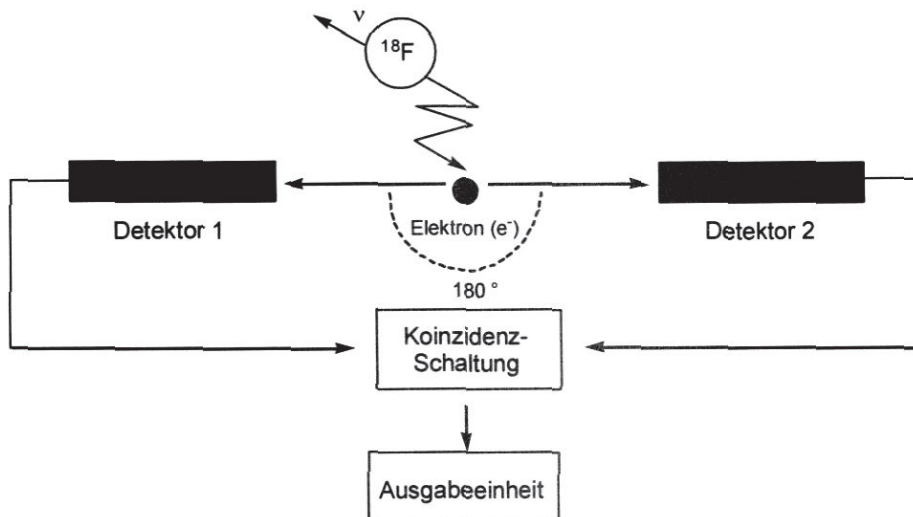 ν
¹⁸F
Detektor 1
Elektron (e⁻)
Detektor 2
180 °
Koinzidenz-
Schaltung
Ausgabeeinheit